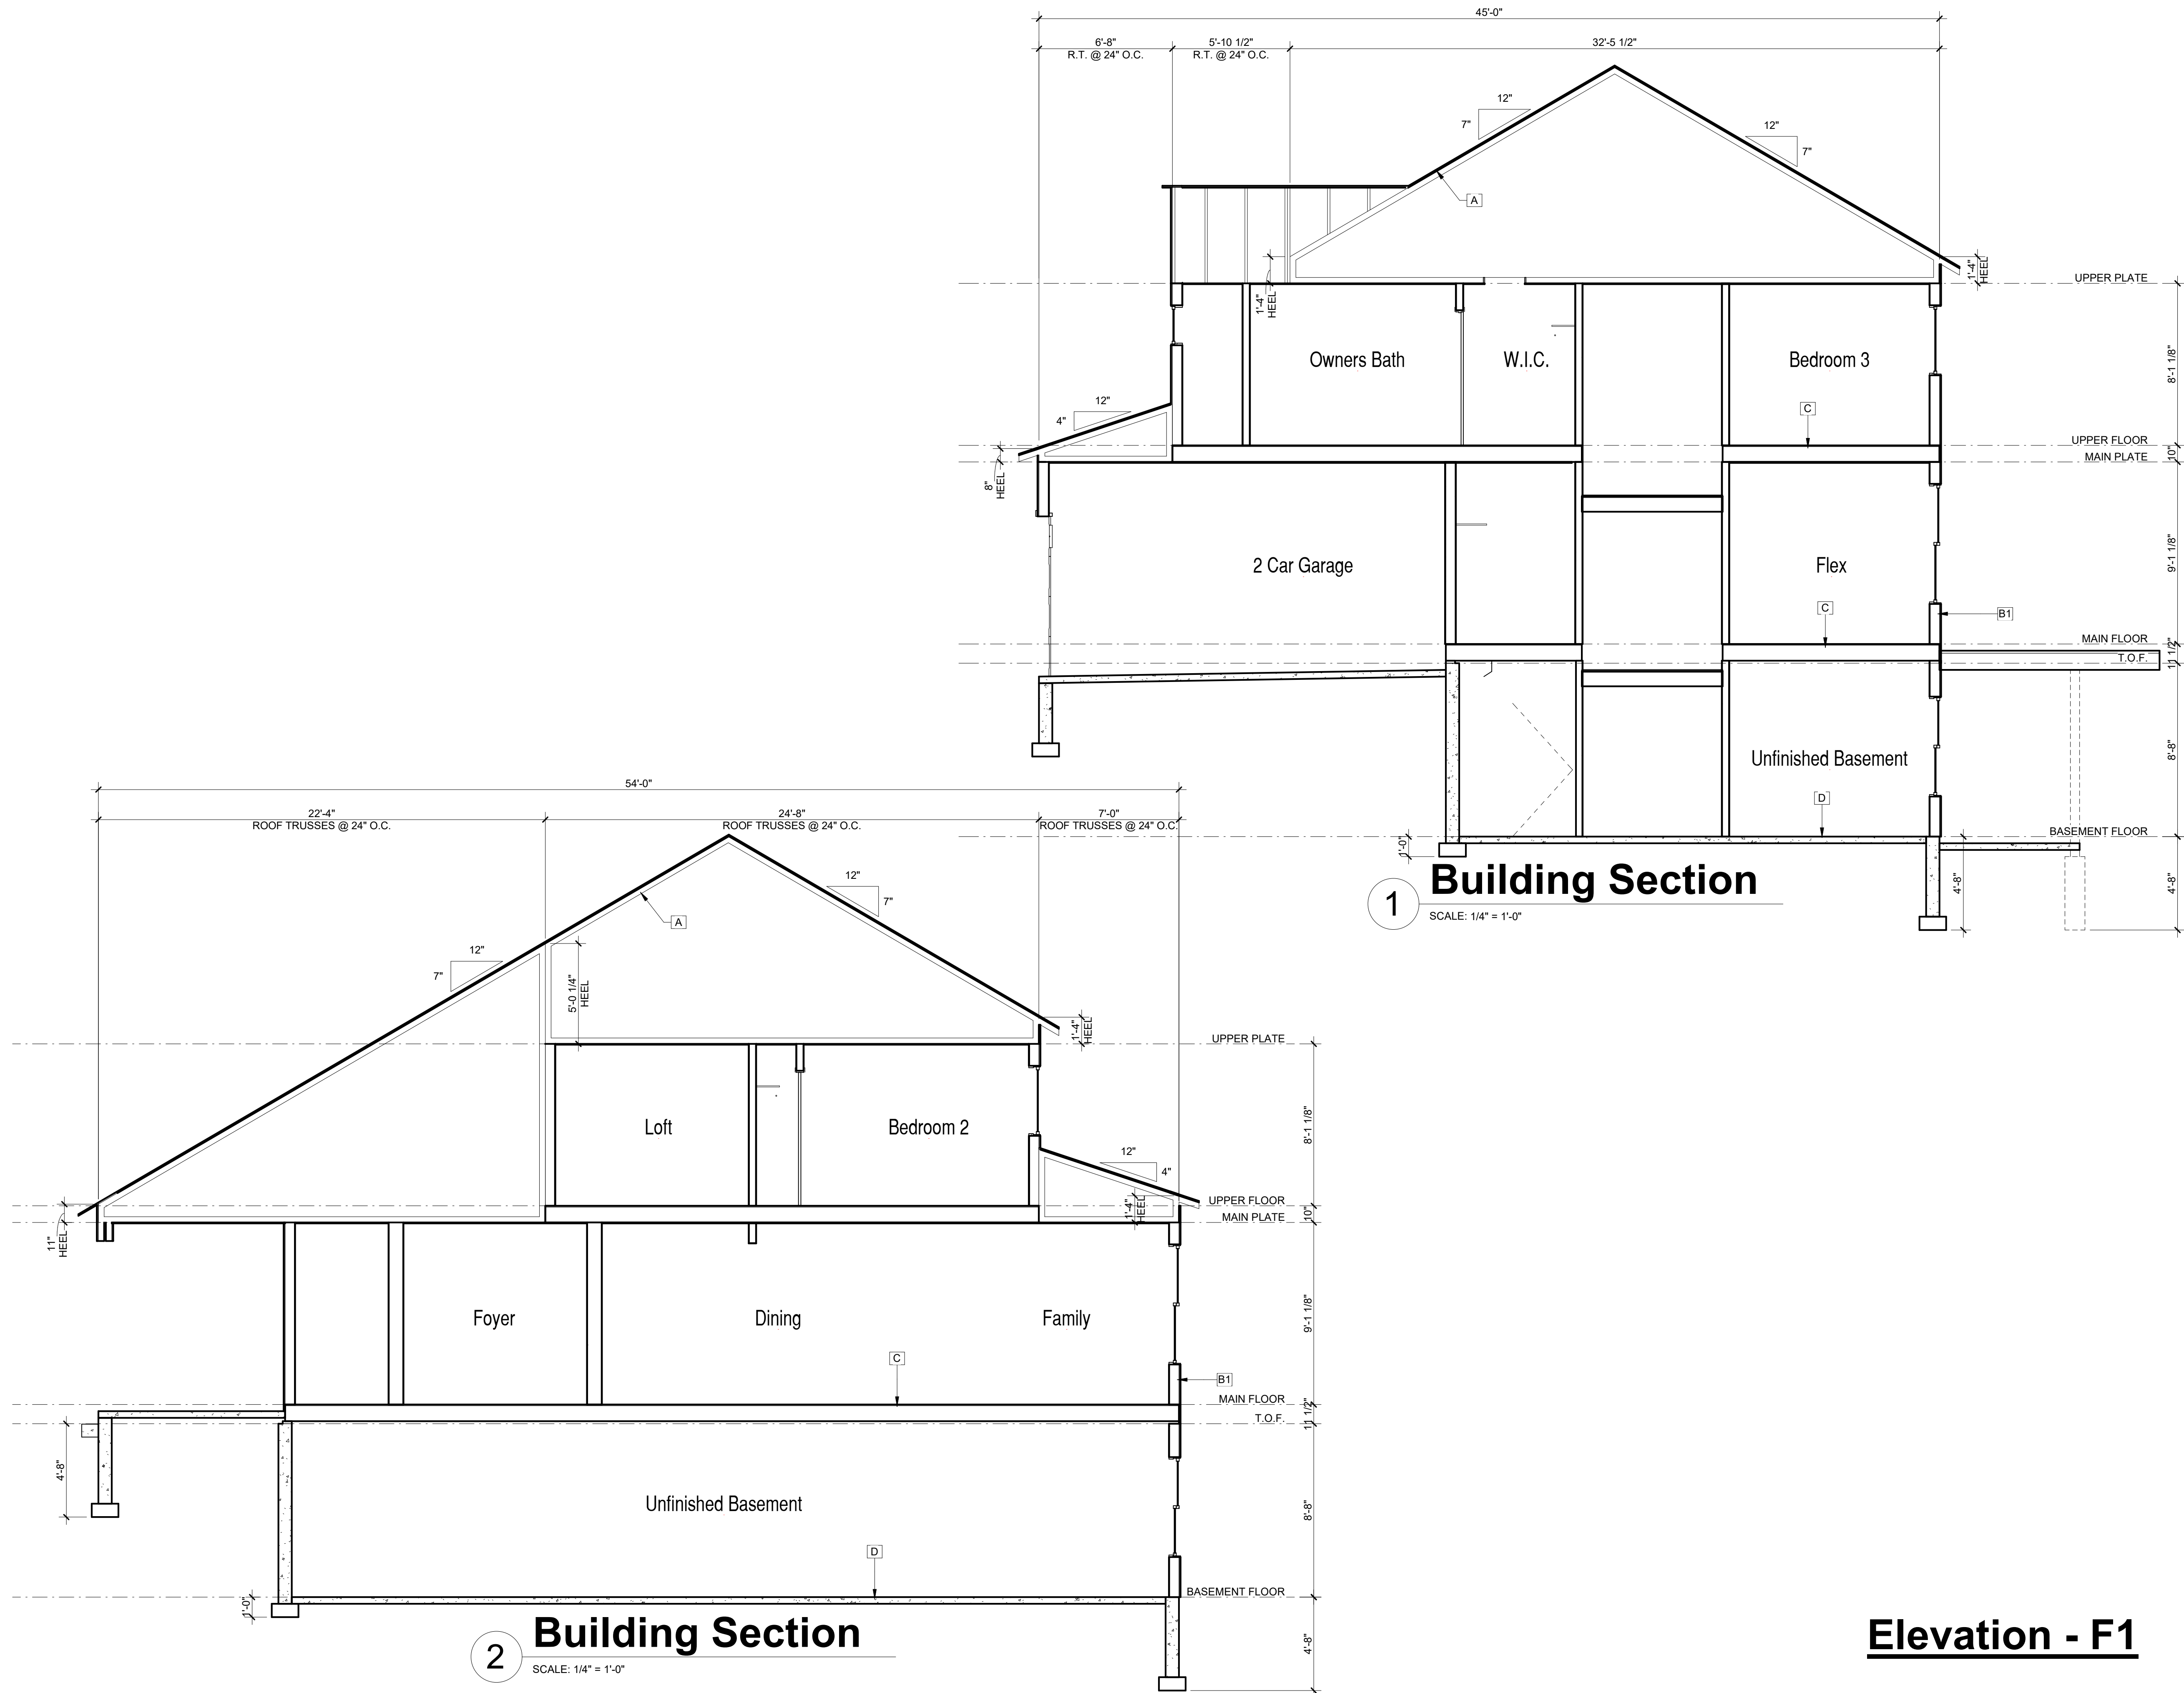 45'-0"
6'-8"
R.T. @ 24" O.C.
5'-10 1/2"
R.T. @ 24" O.C.
32'-5 1/2"
12"
7"
12"
7"
A
1'-4"
HEEL
1'-4"
HEEL
UPPER PLATE
Owners Bath
W.I.C.
Bedroom 3
8'-1 1/8"
12"
4"
C
UPPER FLOOR
MAIN PLATE
10"
8"
HEEL
2 Car Garage
Flex
9'-1 1/8"
C
B1
MAIN FLOOR
T.O.F.
11 1/2"
Unfinished Basement
8'-8"
D
BASEMENT FLOOR
1'-0"
4'-8"
4'-8"
1
Building Section
SCALE: 1/4" = 1'-0"
54'-0"
22'-4"
ROOF TRUSSES @ 24" O.C.
24'-8"
ROOF TRUSSES @ 24" O.C.
7'-0"
ROOF TRUSSES @ 24" O.C.
12"
7"
A
12"
7"
5'-0 1/4"
HEEL
1'-4"
HEEL
UPPER PLATE
Loft
Bedroom 2
8'-1 1/8"
12"
4"
1'-4"
HEEL
UPPER FLOOR
MAIN PLATE
10"
11"
HEEL
Foyer
Dining
Family
9'-1 1/8"
C
B1
MAIN FLOOR
T.O.F.
11 1/2"
4'-8"
Unfinished Basement
8'-8"
D
BASEMENT FLOOR
1'-0"
4'-8"
2
Building Section
SCALE: 1/4" = 1'-0"
Elevation - F1